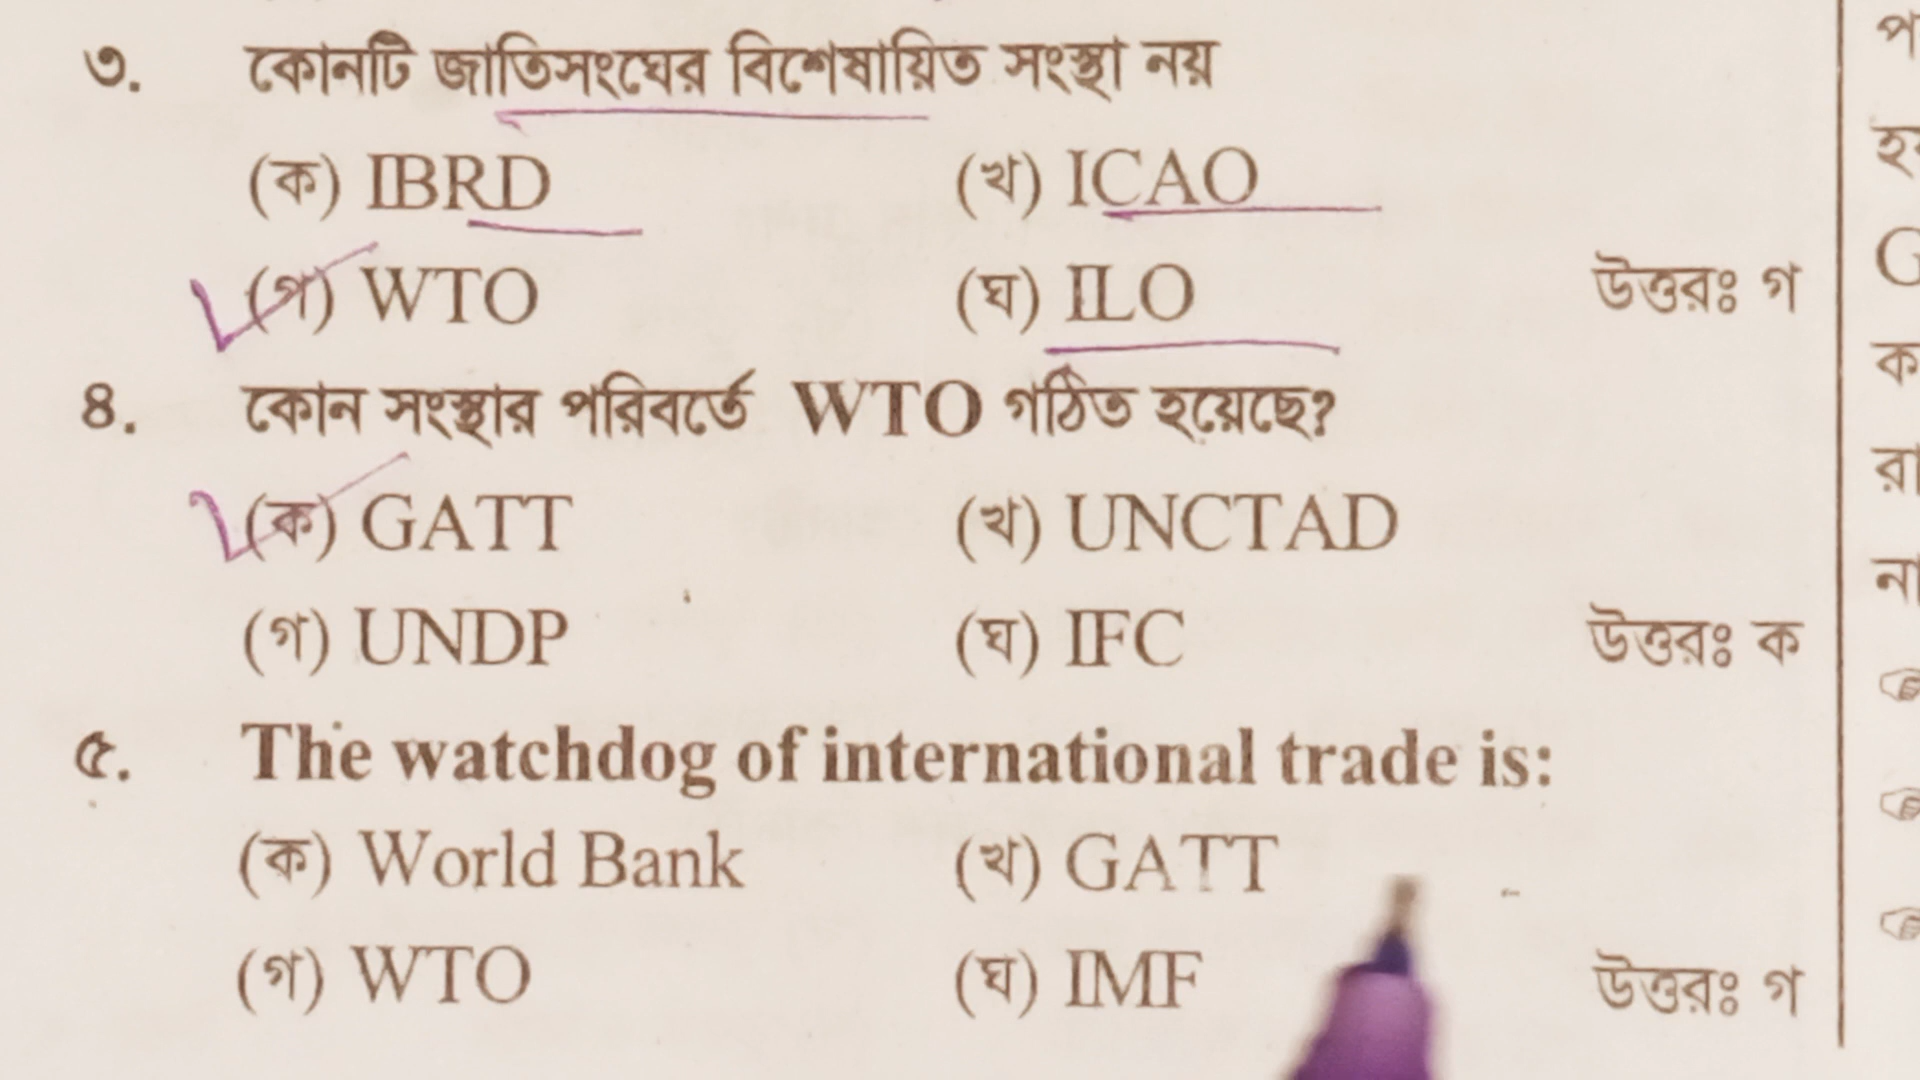 ৩. কোনটি জাতিসংঘের বিশেষায়িত সংস্থা নয়
(ক) IBRD (খ) ICAO
(গ) WTO (ঘ) ILO উত্তরঃ গ
৪. কোন সংস্থার পরিবর্তে WTO গঠিত হয়েছে?
(ক) GATT (খ) UNCTAD
(গ) UNDP (ঘ) IFC উত্তরঃ ক
৫. The watchdog of international trade is:
(ক) World Bank (খ) GATT
(গ) WTO (ঘ) IMF উত্তরঃ গ